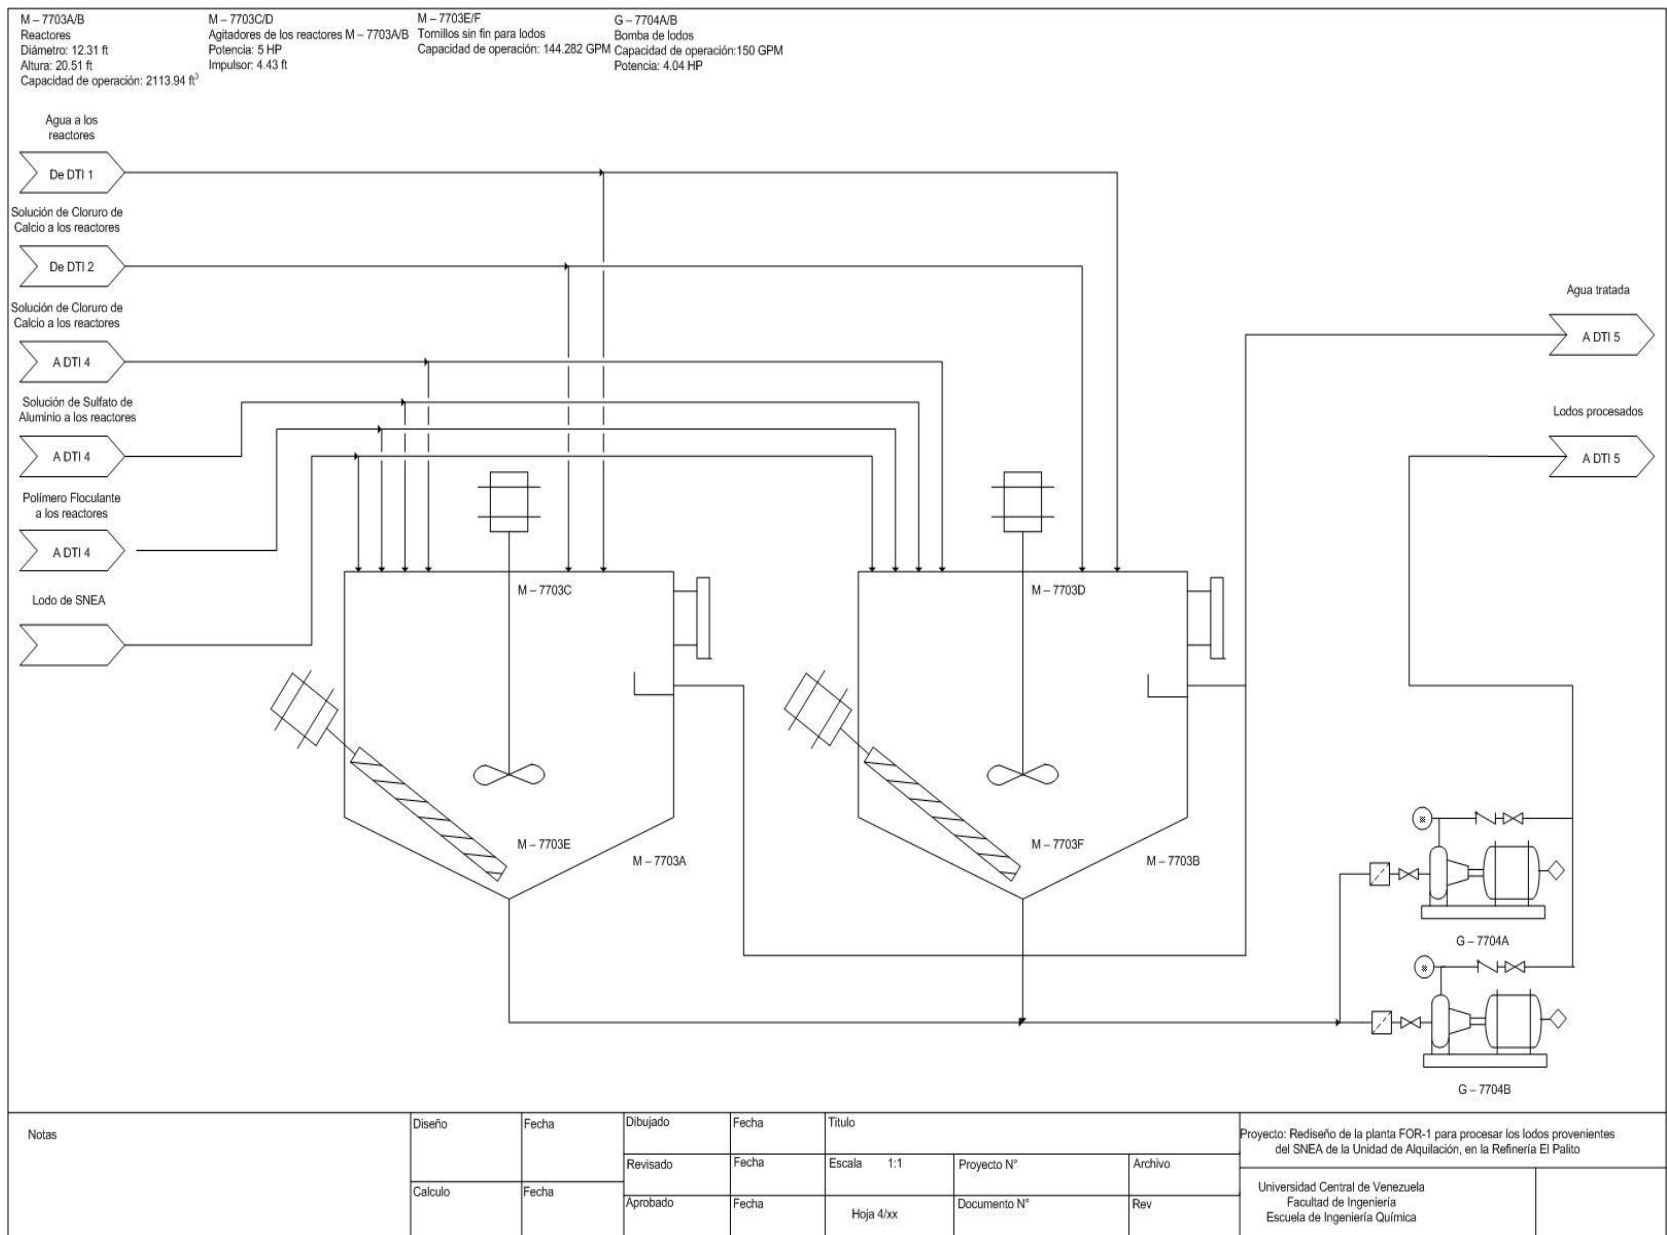 M – 7703A/B
Reactores
Diámetro: 12.31 ft
Altura: 20.51 ft
Capacidad de operación: 2113.94 ft³
M – 7703C/D
Agitadores de los reactores M – 7703A/B
Potencia: 5 HP
Impulsor: 4.43 ft
M – 7703E/F
Tornillos sin fin para lodos
Capacidad de operación: 144.282 GPM
G – 7704A/B
Bomba de lodos
Capacidad de operación:150 GPM
Potencia: 4.04 HP
Agua a los
reactores
De DTI 1
Solución de Cloruro de
Calcio a los reactores
De DTI 2
Solución de Cloruro de
Calcio a los reactores
A DTI 4
Solución de Sulfato de
Aluminio a los reactores
A DTI 4
Polímero Floculante
a los reactores
A DTI 4
Lodo de SNEA
Agua tratada
A DTI 5
Lodos procesados
A DTI 5
M – 7703C
M – 7703D
M – 7703E
M – 7703A
M – 7703F
M – 7703B
G – 7704A
G – 7704B
Notas
Diseño
Fecha
Calculo
Fecha
Dibujado
Fecha
Revisado
Fecha
Aprobado
Fecha
Titulo
Escala 1:1
Proyecto N°
Archivo
Hoja 4/xx
Documento N°
Rev
Proyecto: Rediseño de la planta FOR-1 para procesar los lodos provenientes
del SNEA de la Unidad de Alquilación, en la Refinería El Palito
Universidad Central de Venezuela
Facultad de Ingeniería
Escuela de Ingeniería Química